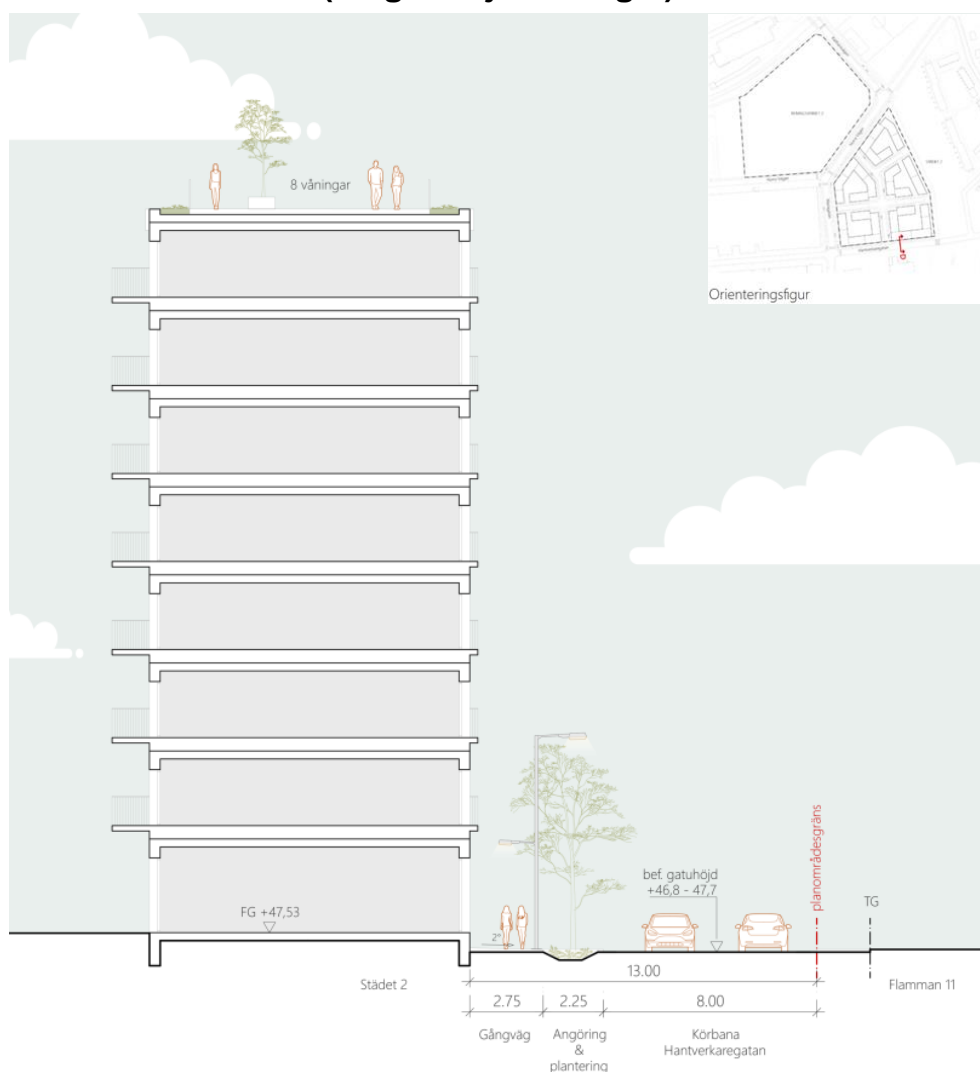 8 våningar
Orienteringsfigur
planområdesgräns
bef. gatuhöjd
+46,8 - 47,7
TG
FG +47,53
2°
13.00
Städet 2
Flamman 11
2.75
2.25
8.00
Gångväg
Angöring
&
plantering
Körbana
Hantverkaregatan